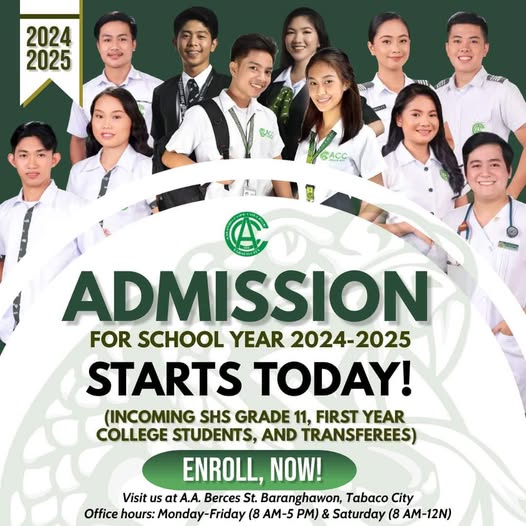 2024
2025
ACC
ACC
ADMISSION
FOR SCHOOL YEAR 2024-2025
STARTS TODAY!
(INCOMING SHS GRADE 11, FIRST YEAR
COLLEGE STUDENTS, AND TRANSFEREES)
ENROLL, NOW!
Visit us at A.A. Berces St. Baranghawon, Tabaco City
Office hours: Monday-Friday (8 AM-5 PM) & Saturday (8 AM-12N)